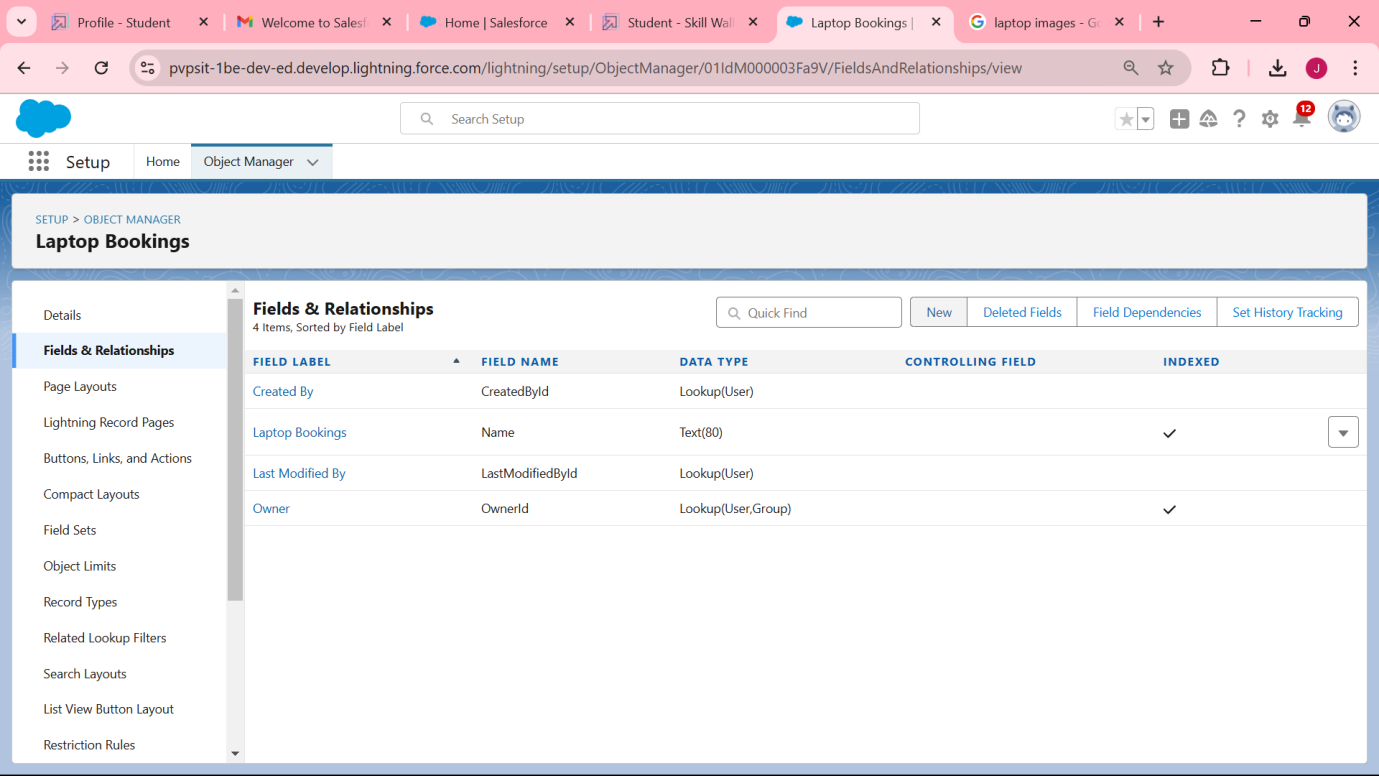 Profile - Student
Welcome to Salesf
Home | Salesforce
Student - Skill Wall
Laptop Bookings |
laptop images - Go
pvpsit-1be-dev-ed.develop.lightning.force.com/lightning/setup/ObjectManager/01IdM000003Fa9V/FieldsAndRelationships/view
J
Search Setup
12
Setup
Home
Object Manager
SETUP > OBJECT MANAGER
Laptop Bookings
Details
Fields & Relationships
Page Layouts
Lightning Record Pages
Buttons, Links, and Actions
Compact Layouts
Field Sets
Object Limits
Record Types
Related Lookup Filters
Search Layouts
List View Button Layout
Restriction Rules
Fields & Relationships
4 Items, Sorted by Field Label
Quick Find
New
Deleted Fields
Field Dependencies
Set History Tracking
FIELD LABEL FIELD NAME DATA TYPE CONTROLLING FIELD INDEXED
Created By CreatedById Lookup(User)
Laptop Bookings Name Text(80)
Last Modified By LastModifiedById Lookup(User)
Owner OwnerId Lookup(User,Group)